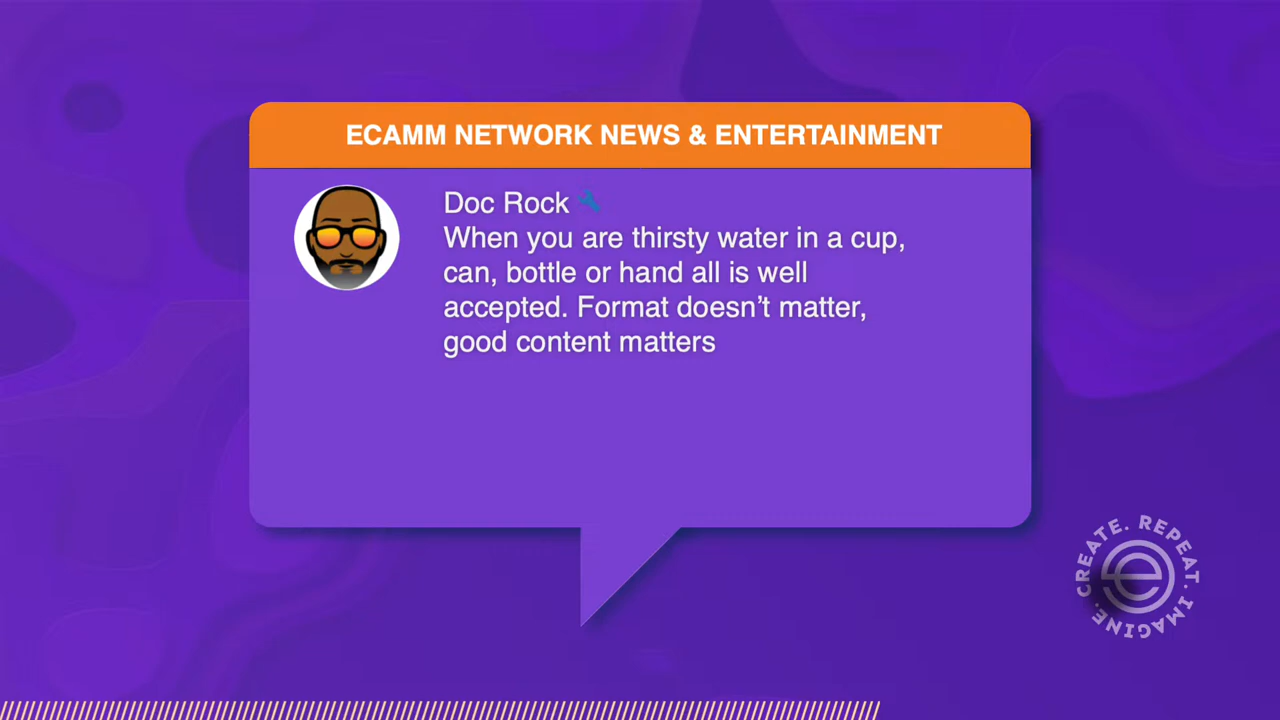 ECAMM NETWORK NEWS & ENTERTAINMENT
Doc Rock
When you are thirsty water in a cup,
can, bottle or hand all is well
accepted. Format doesn’t matter,
good content matters
CREATE. REPEAT. IMAGINE.
e